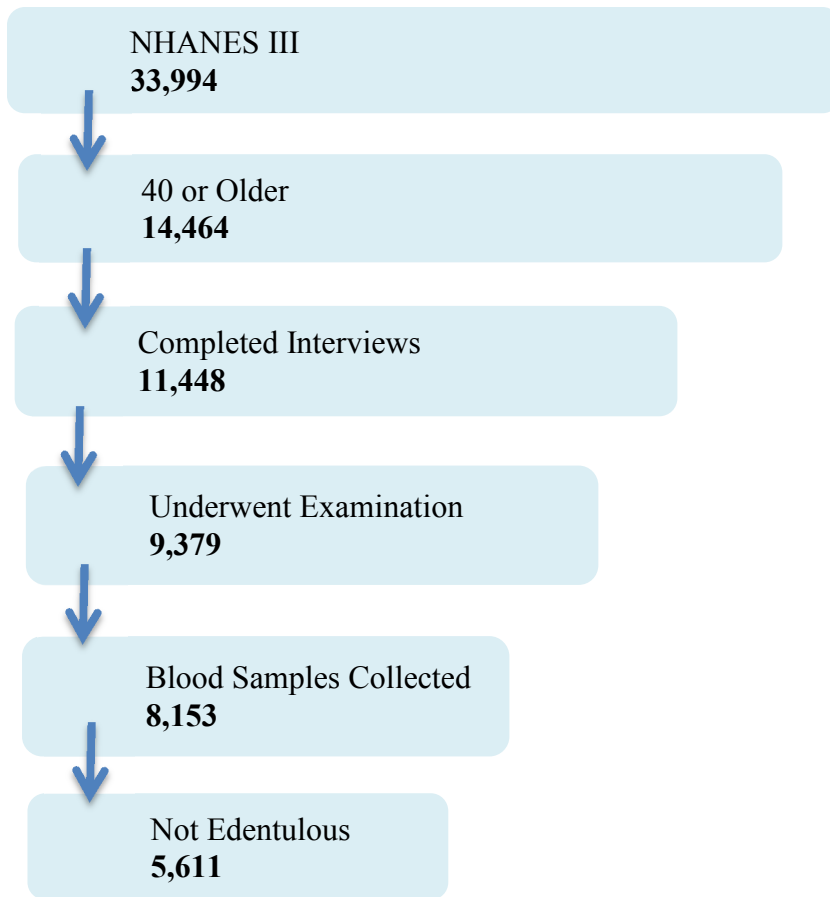 NHANES III
33,994
40 or Older
14,464
Completed Interviews
11,448
Underwent Examination
9,379
Blood Samples Collected
8,153
Not Edentulous
5,611